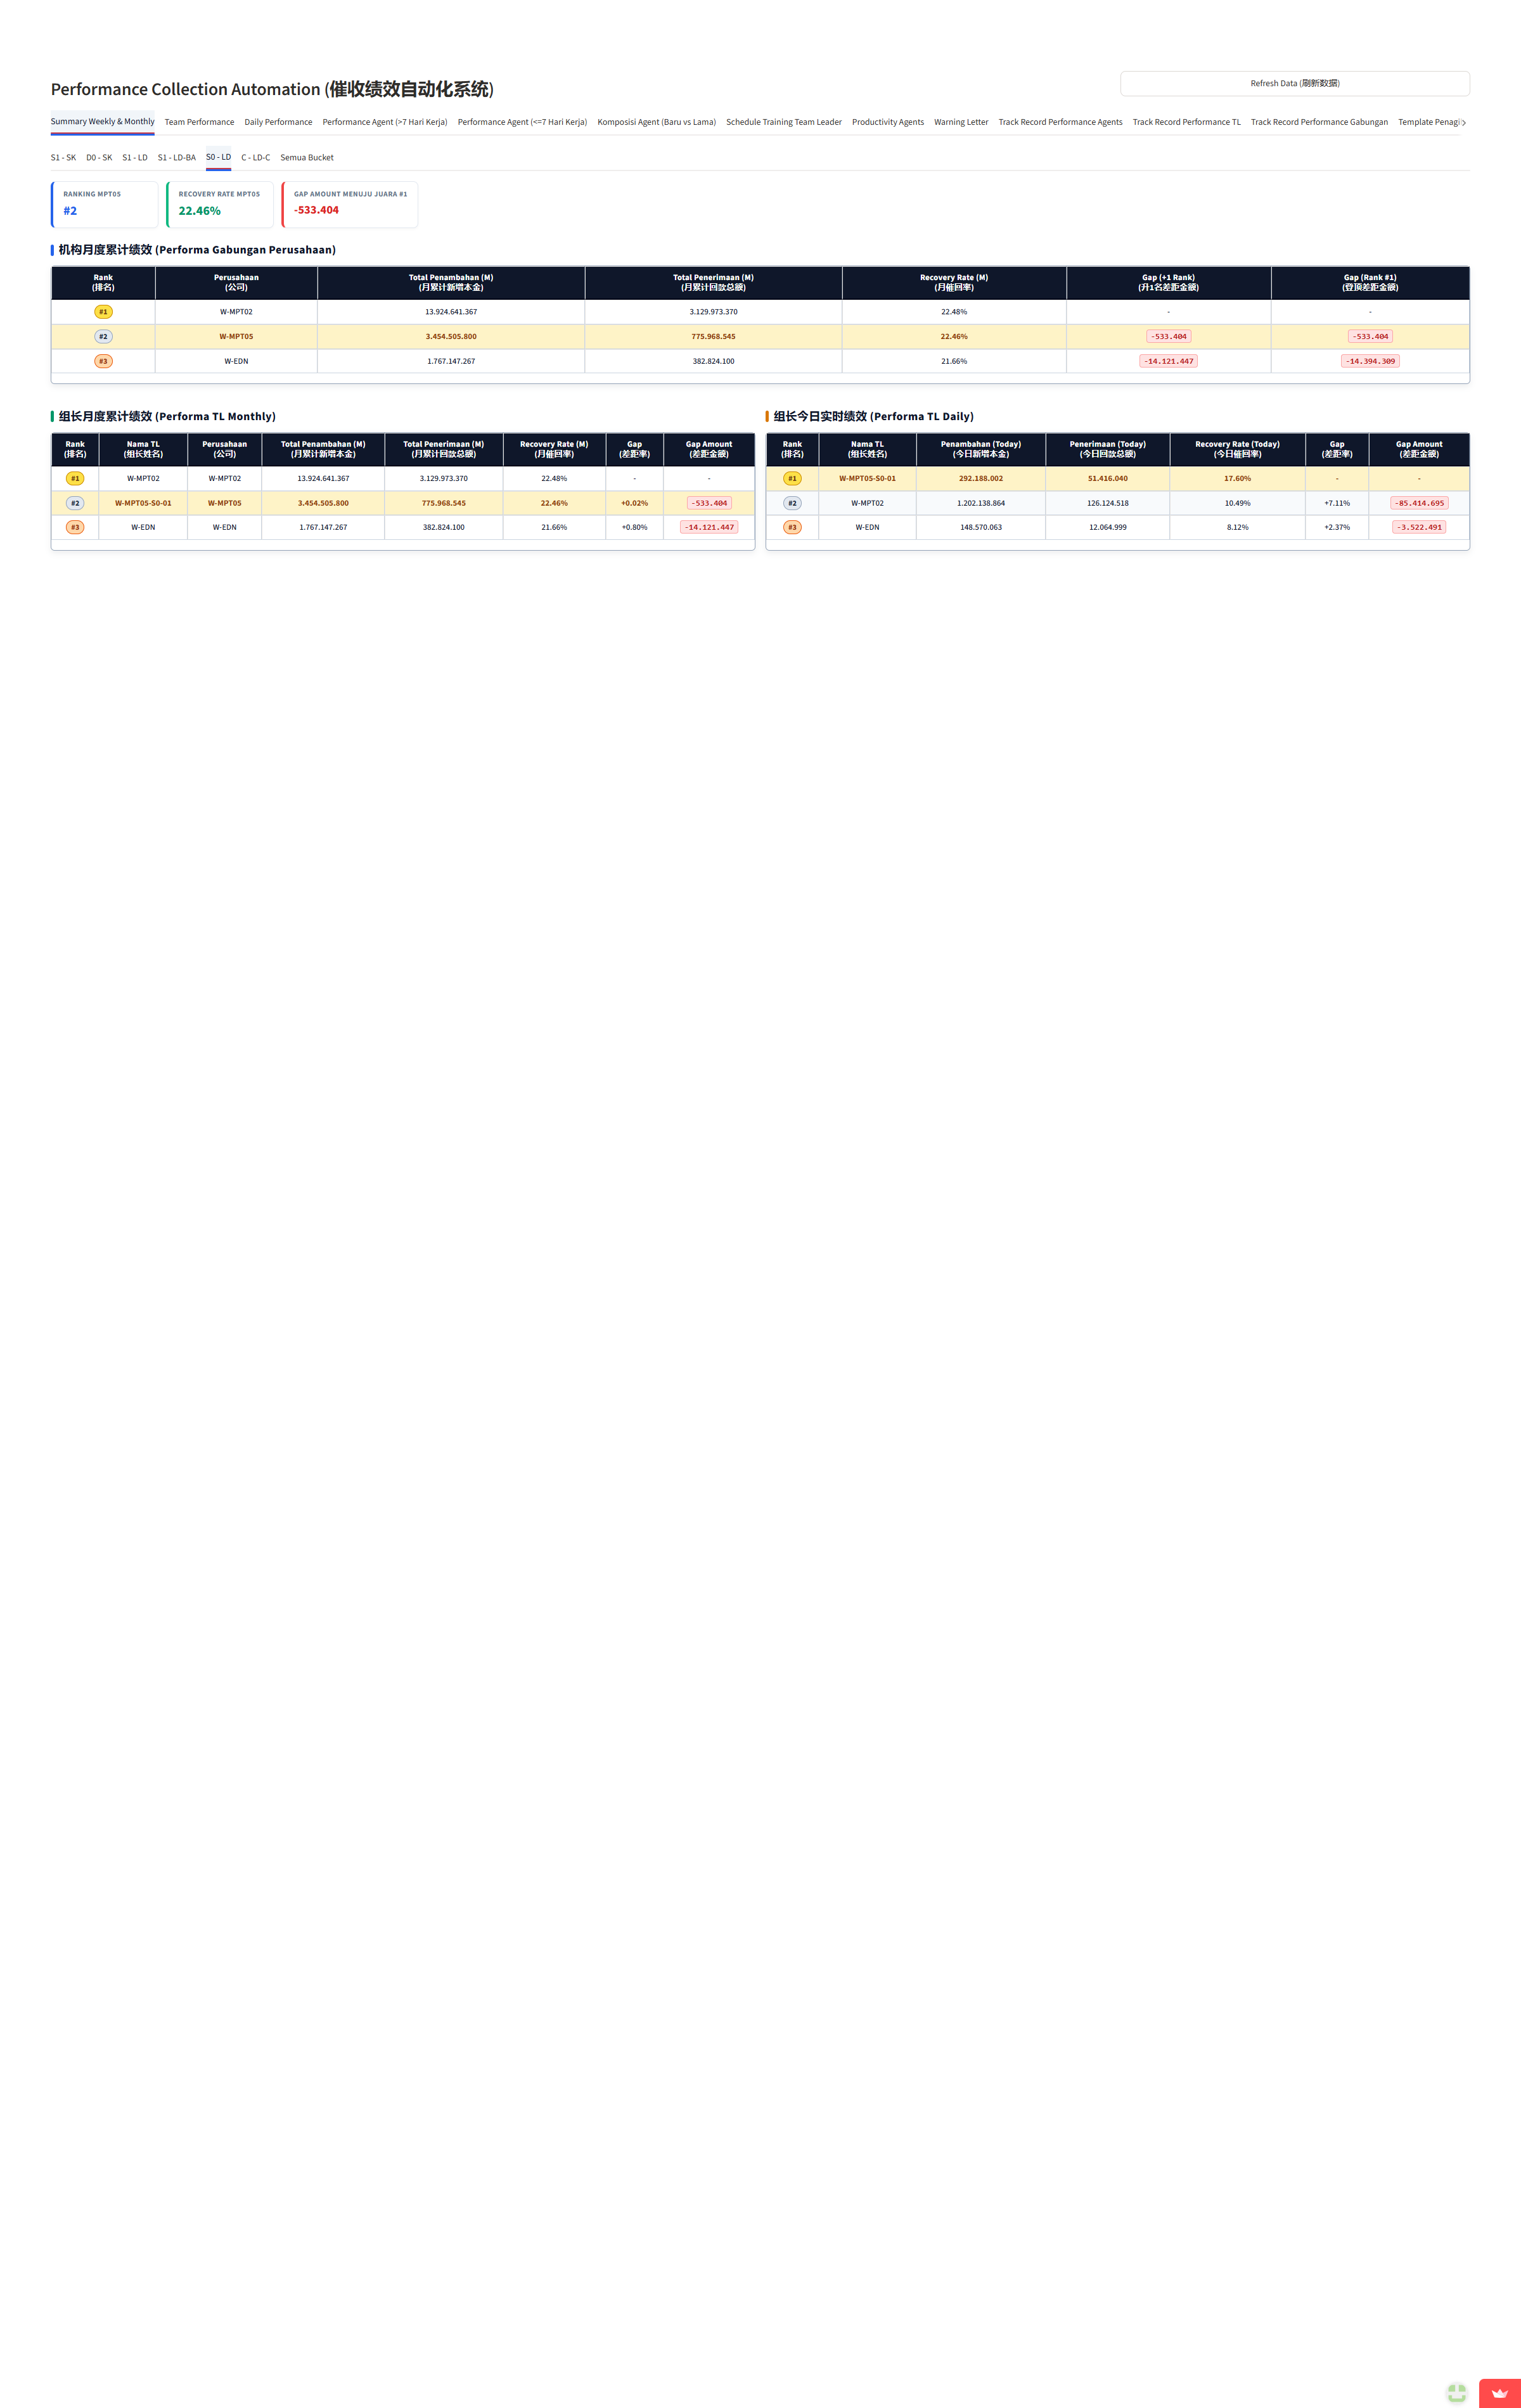 Performance Collection Automation (催收绩效自动化系统)
Refresh Data (刷新数据)
Summary Weekly & Monthly Team Performance Daily Performance Performance Agent (>7 Hari Kerja) Performance Agent (<=7 Hari Kerja) Komposisi Agent (Baru vs Lama) Schedule Training Team Leader Productivity Agents Warning Letter Track Record Performance Agents Track Record Performance TL Track Record Performance Gabungan Template Penagi
S1 - SK D0 - SK S1 - LD S1 - LD-BA S0 - LD C - LD-C Semua Bucket
RANKING MPT05 RECOVERY RATE MPT05 GAP AMOUNT MENUJU JUARA #1
#2 22.46% -533.404
机构月度累计绩效 (Performa Gabungan Perusahaan)
Rank Perusahaan Total Penambahan (M) Total Penerimaan (M) Recovery Rate (M) Gap (+1 Rank) Gap (Rank #1)
(排名) (公司) (月累计新增本金) (月累计回款总额) (月催回率) (升1名差距金额) (登顶差距金额)
#1 W-MPT02 13.924.641.367 3.129.973.370 22.48% - -
#2 W-MPT05 3.454.505.800 775.968.545 22.46% -533.404 -533.404
#3 W-EDN 1.767.147.267 382.824.100 21.66% -14.121.447 -14.394.309
组长月度累计绩效 (Performa TL Monthly)
Rank Nama TL Perusahaan Total Penambahan (M) Total Penerimaan (M) Recovery Rate (M) Gap Gap Amount
(排名) (组长姓名) (公司) (月累计新增本金) (月累计回款总额) (月催回率) (差距率) (差距金额)
#1 W-MPT02 W-MPT02 13.924.641.367 3.129.973.370 22.48% - -
#2 W-MPT05-S0-01 W-MPT05 3.454.505.800 775.968.545 22.46% +0.02% -533.404
#3 W-EDN W-EDN 1.767.147.267 382.824.100 21.66% +0.80% -14.121.447
组长今日实时绩效 (Performa TL Daily)
Rank Nama TL Penambahan (Today) Penerimaan (Today) Recovery Rate (Today) Gap Gap Amount
(排名) (组长姓名) (今日新增本金) (今日回款总额) (今日催回率) (差距率) (差距金额)
#1 W-MPT05-S0-01 292.188.002 51.416.040 17.60% - -
#2 W-MPT02 1.202.138.864 126.124.518 10.49% +7.11% -85.414.695
#3 W-EDN 148.570.063 12.064.999 8.12% +2.37% -3.522.491